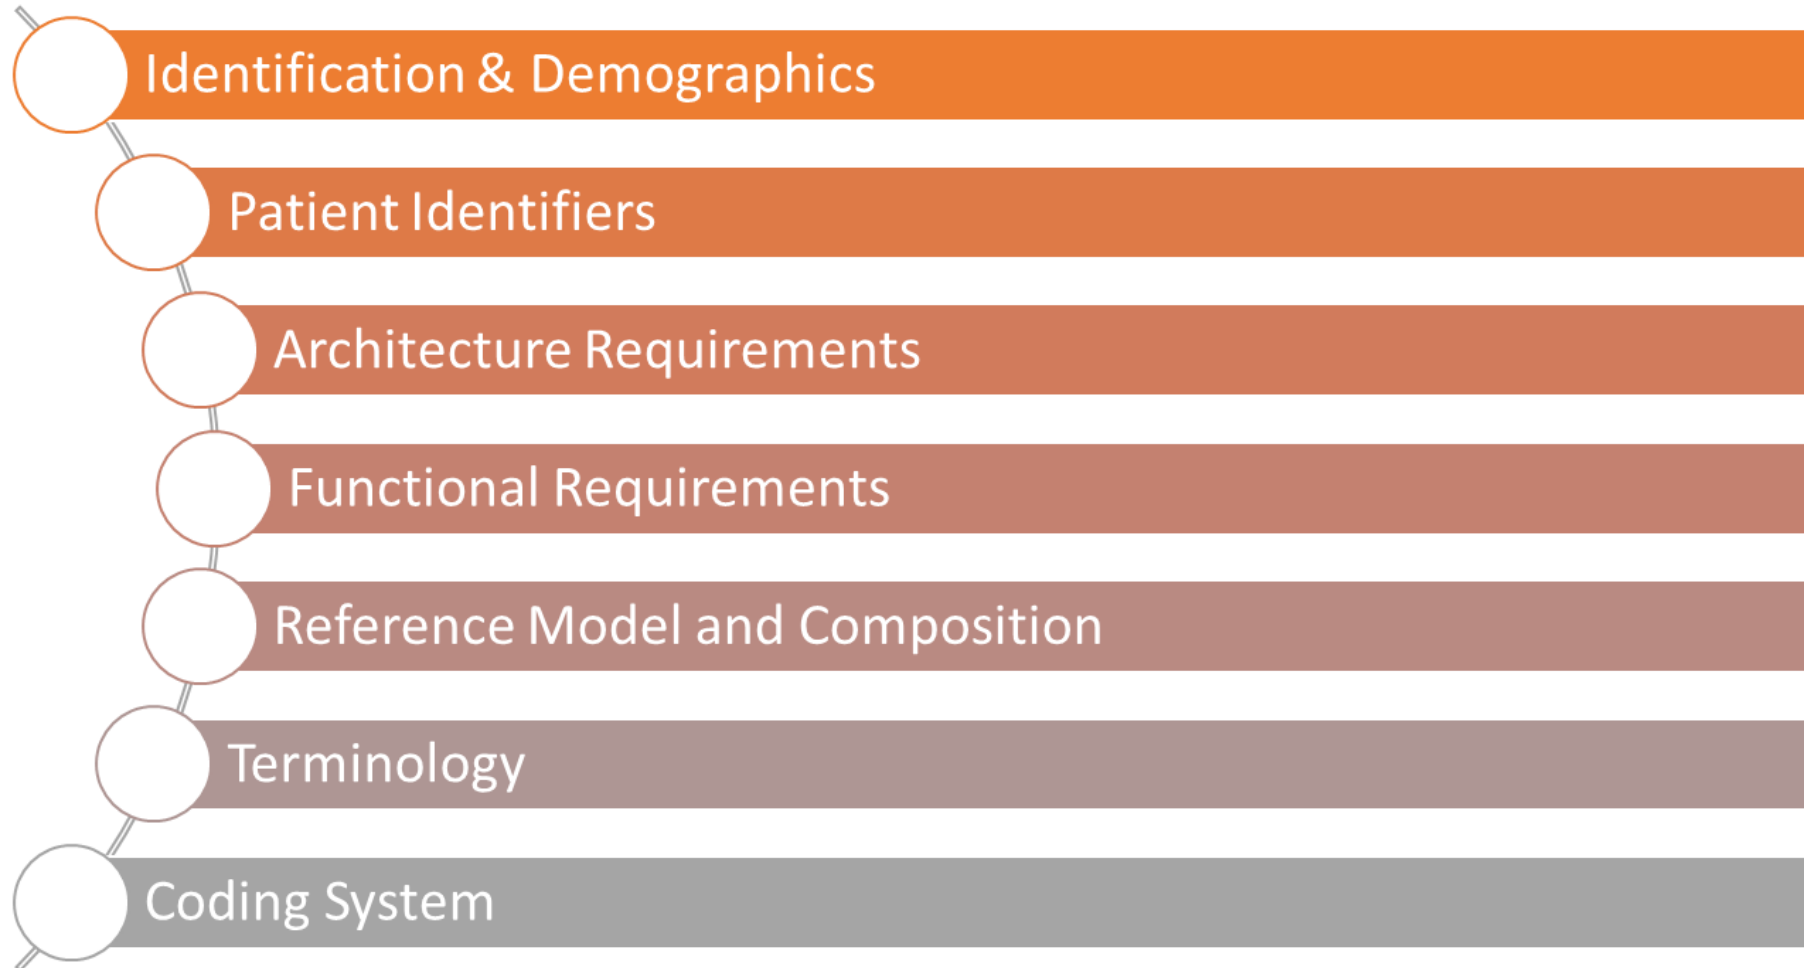 Identification & Demographics
Patient Identifiers
Architecture Requirements
Functional Requirements
Reference Model and Composition
Terminology
Coding System